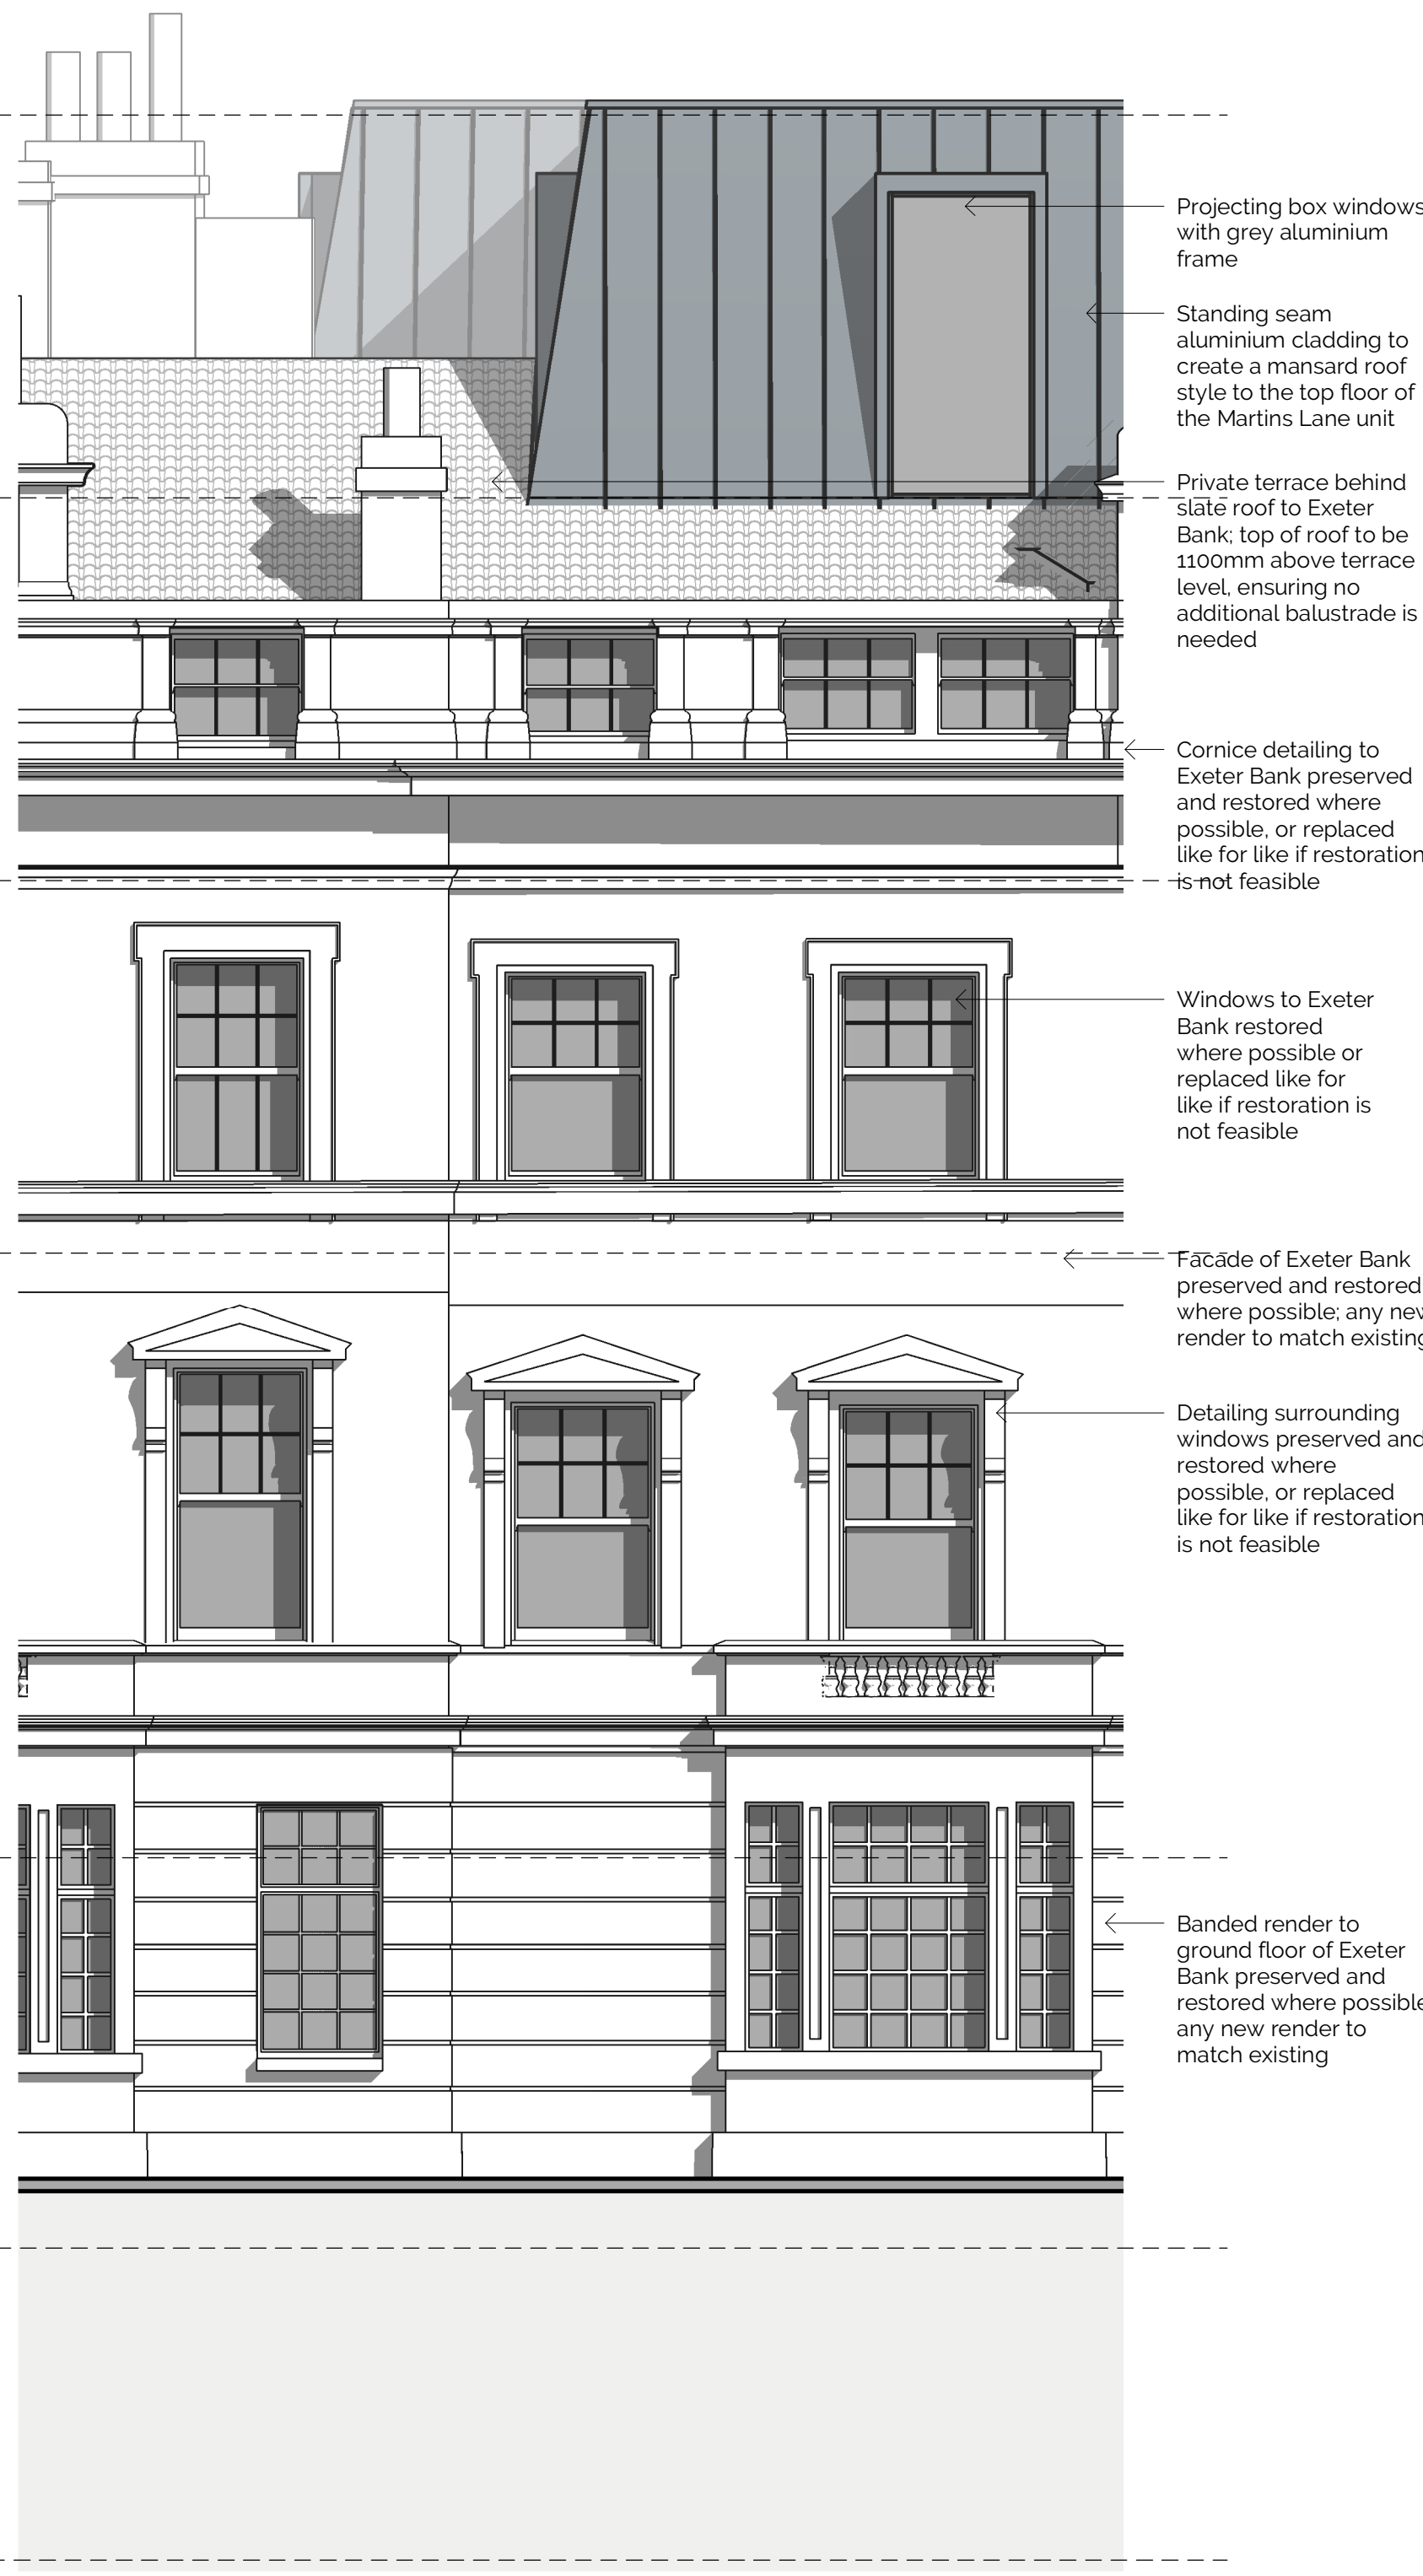 Projecting box windows
with grey aluminium
frame
Standing seam
aluminium cladding to
create a mansard roof
style to the top floor of
the Martins Lane unit
Private terrace behind
slate roof to Exeter
Bank; top of roof to be
1100mm above terrace
level, ensuring no
additional balustrade is
needed
Cornice detailing to
Exeter Bank preserved
and restored where
possible, or replaced
like for like if restoration
is not feasible
Windows to Exeter
Bank restored
where possible or
replaced like for
like if restoration is
not feasible
Facade of Exeter Bank
preserved and restored
where possible; any new
render to match existing
Detailing surrounding
windows preserved and
restored where
possible, or replaced
like for like if restoration
is not feasible
Banded render to
ground floor of Exeter
Bank preserved and
restored where possible
any new render to
match existing